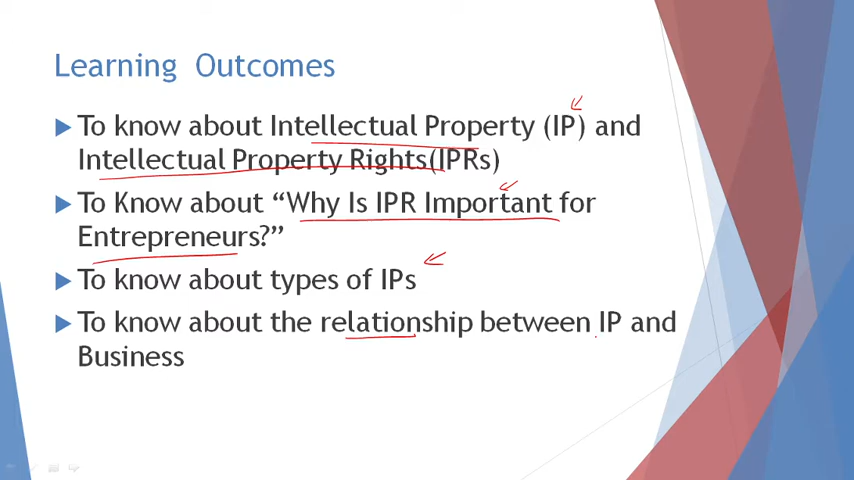 Learning Outcomes
To know about Intellectual Property (IP) and
Intellectual Property Rights(IPRs)
To Know about “Why Is IPR Important for
Entrepreneurs?”
To know about types of IPs
To know about the relationship between IP and
Business